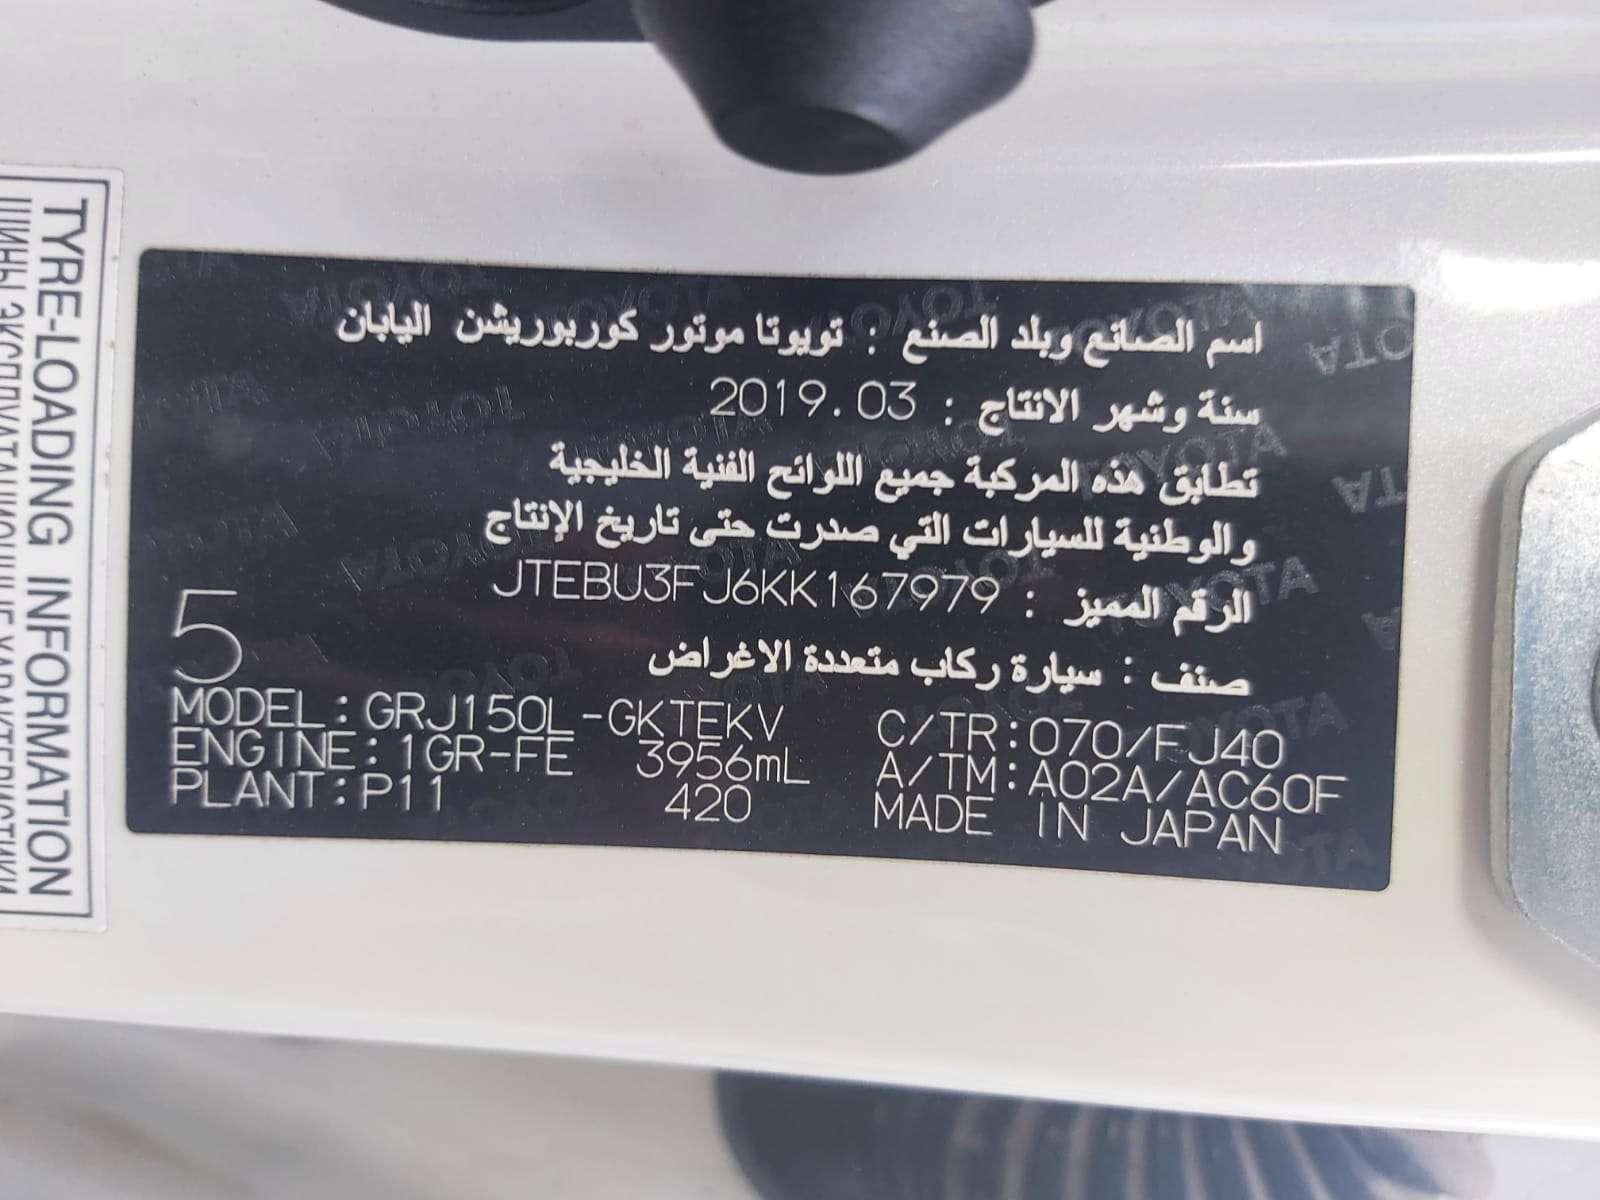 TYRE-LOADING INFORMATION
اسم الصانع وبلد الصنع : تويوتا موتور كوربوريشن اليابان
سنة وشهر الانتاج : 2019.03
تطابق هذه المركبة جميع اللوائح الفنية الخليجية
والوطنية للسيارات التي صدرت حتى تاريخ الإنتاج
الرقم المميز : JTEBU3FJ6KK167979
صنف : سيارة ركاب متعددة الاغراض
5
MODEL:GRJ150L-GKTEKV C/TR:070/FJ40
ENGINE:1GR-FE 3956mL A/TM:A02A/AC60F
PLANT:P11 420 MADE IN JAPAN